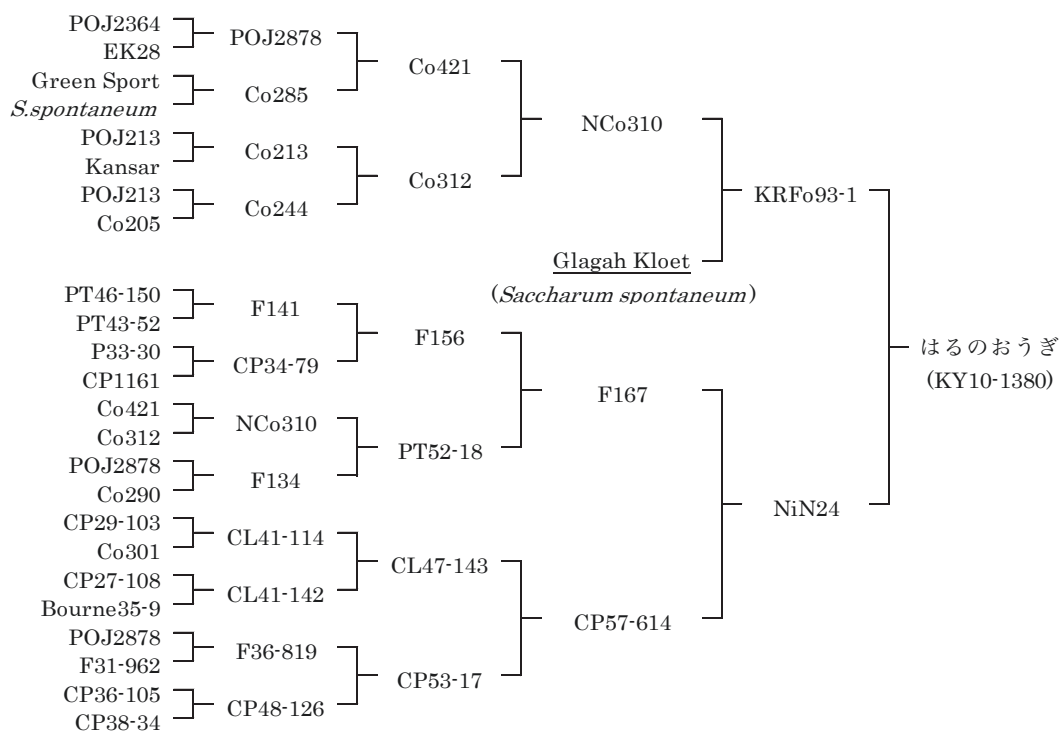 POJ2364
EK28
Green Sport
S.spontaneum
POJ213
Kansar
POJ213
Co205
POJ2878
Co285
Co213
Co244
Co421
Co312
NCo310
Glagah Kloet
(Saccharum spontaneum)
KRFo93-1
PT46-150
PT43-52
P33-30
CP1161
Co421
Co312
POJ2878
Co290
CP29-103
Co301
CP27-108
Bourne35-9
POJ2878
F31-962
CP36-105
CP38-34
F141
CP34-79
NCo310
F134
CL41-114
CL41-142
F36-819
CP48-126
F156
PT52-18
CL47-143
CP53-17
F167
CP57-614
NiN24
はるのおうぎ
(KY10-1380)